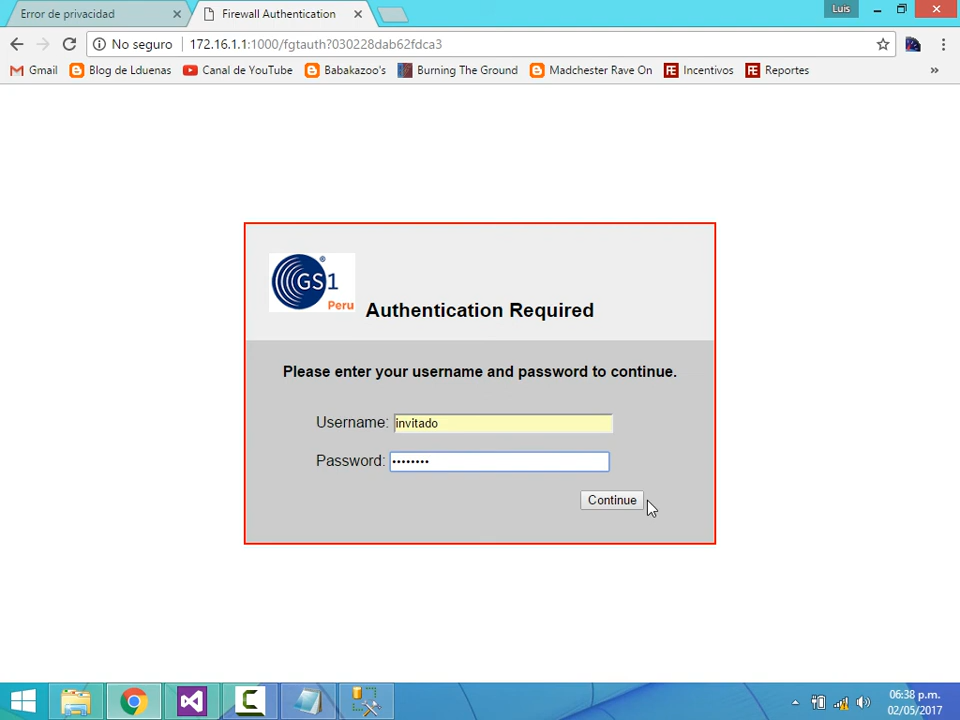 Error de privacidad
Firewall Authentication
Luis
No seguro
172.16.1.1:1000/fgtauth?030228dab62fdca3
Gmail
Blog de Lduenas
Canal de YouTube
Babakazoo's
Burning The Ground
Madchester Rave On
Incentivos
Reportes
»
GS1
Peru
Authentication Required
Please enter your username and password to continue.
Username: invitado
Password: ••••••••
Continue
06:38 p.m.
02/05/2017